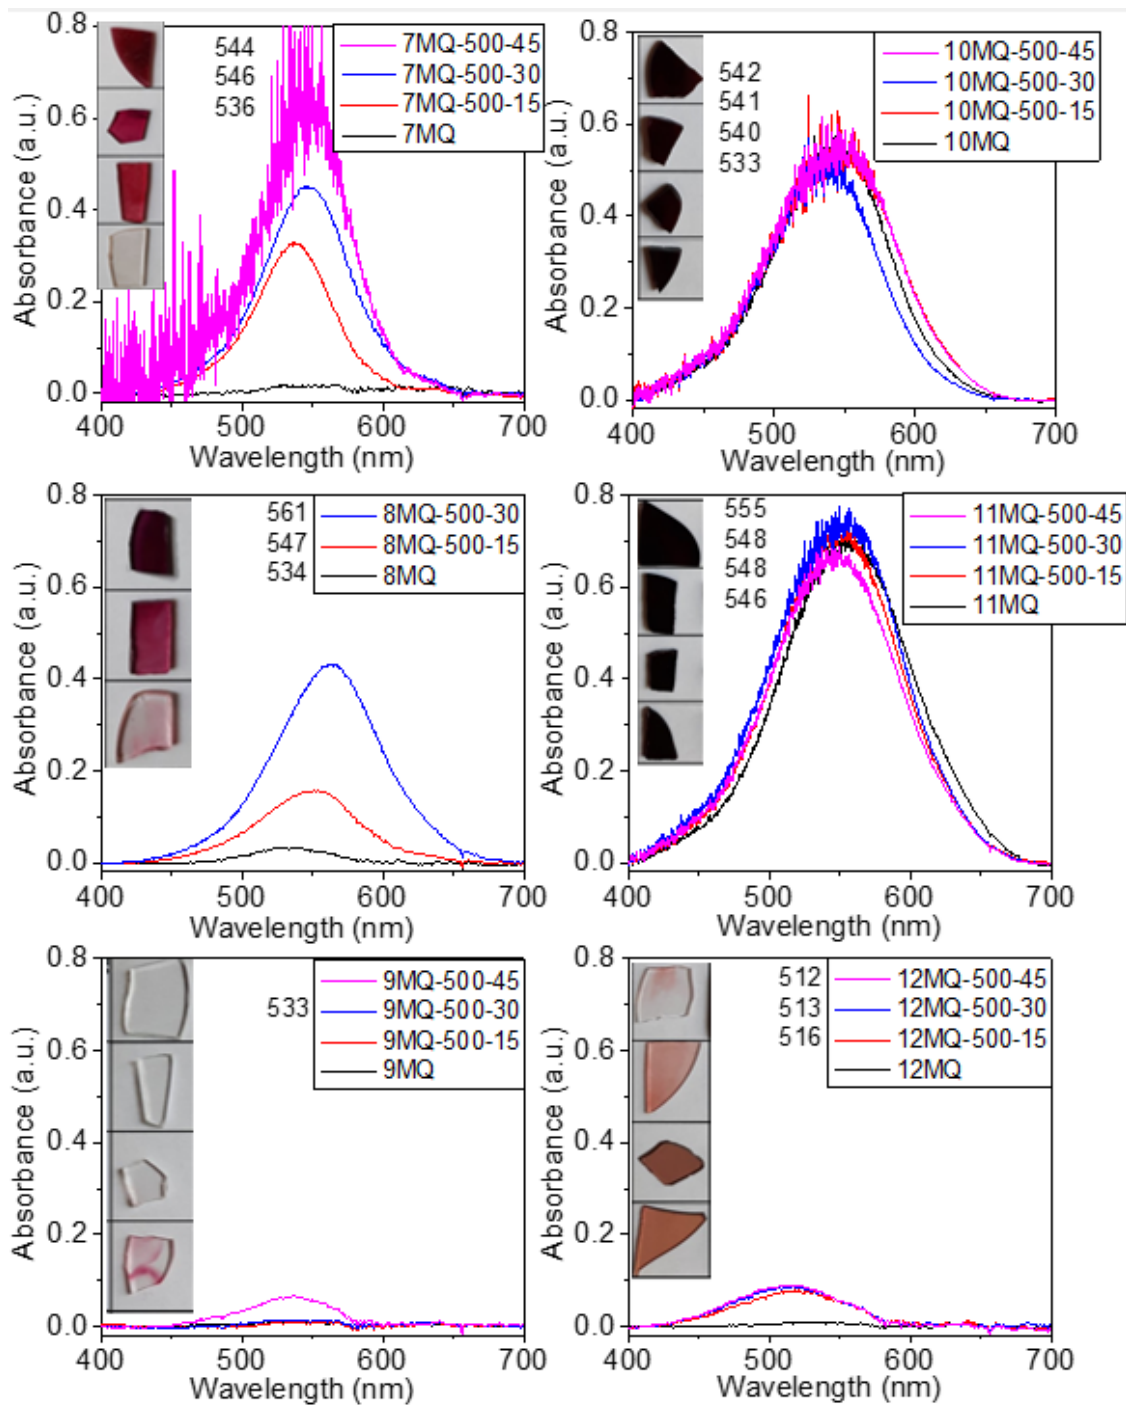 0.8
0.6
0.4
0.2
0.0
Absorbance (a.u.)
400 500 600 700
Wavelength (nm)
544
546
536
7MQ-500-45
7MQ-500-30
7MQ-500-15
7MQ
0.8
0.6
0.4
0.2
0.0
Absorbance (a.u.)
400 500 600 700
Wavelength (nm)
542
541
540
533
10MQ-500-45
10MQ-500-30
10MQ-500-15
10MQ
0.8
0.6
0.4
0.2
0.0
Absorbance (a.u.)
400 500 600 700
Wavelength (nm)
561
547
534
8MQ-500-30
8MQ-500-15
8MQ
0.8
0.6
0.4
0.2
0.0
Absorbance (a.u.)
400 500 600 700
Wavelength (nm)
555
548
548
546
11MQ-500-45
11MQ-500-30
11MQ-500-15
11MQ
0.8
0.6
0.4
0.2
0.0
Absorbance (a.u.)
400 500 600 700
Wavelength (nm)
533
9MQ-500-45
9MQ-500-30
9MQ-500-15
9MQ
0.8
0.6
0.4
0.2
0.0
Absorbance (a.u.)
400 500 600 700
Wavelength (nm)
512
513
516
12MQ-500-45
12MQ-500-30
12MQ-500-15
12MQ